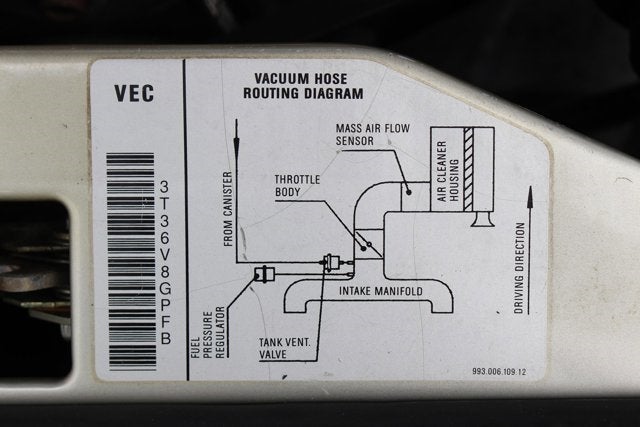 VEC
3T36V8GPFB
VACUUM HOSE
ROUTING DIAGRAM
MASS AIR FLOW
SENSOR
THROTTLE
BODY
AIR CLEANER
HOUSING
FROM CANISTER
DRIVING DIRECTION
INTAKE MANIFOLD
FUEL
PRESSURE
REGULATOR
TANK VENT.
VALVE
993.006.109.12